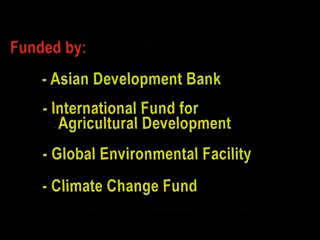 Funded by:
- Asian Development Bank
- International Fund for
Agricultural Development
- Global Environmental Facility
- Climate Change Fund